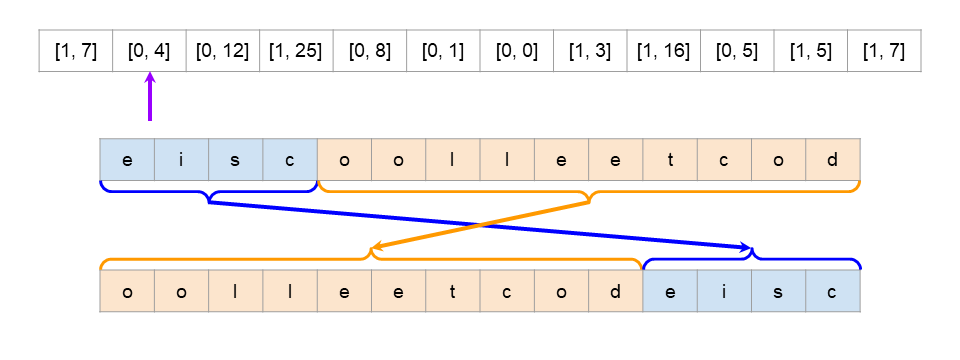 [1, 7] [0, 4] [0, 12] [1, 25] [0, 8] [0, 1] [0, 0] [1, 3] [1, 16] [0, 5] [1, 5] [1, 7]
e i s c o o l l e e t c o d
o o l l e e t c o d e i s c